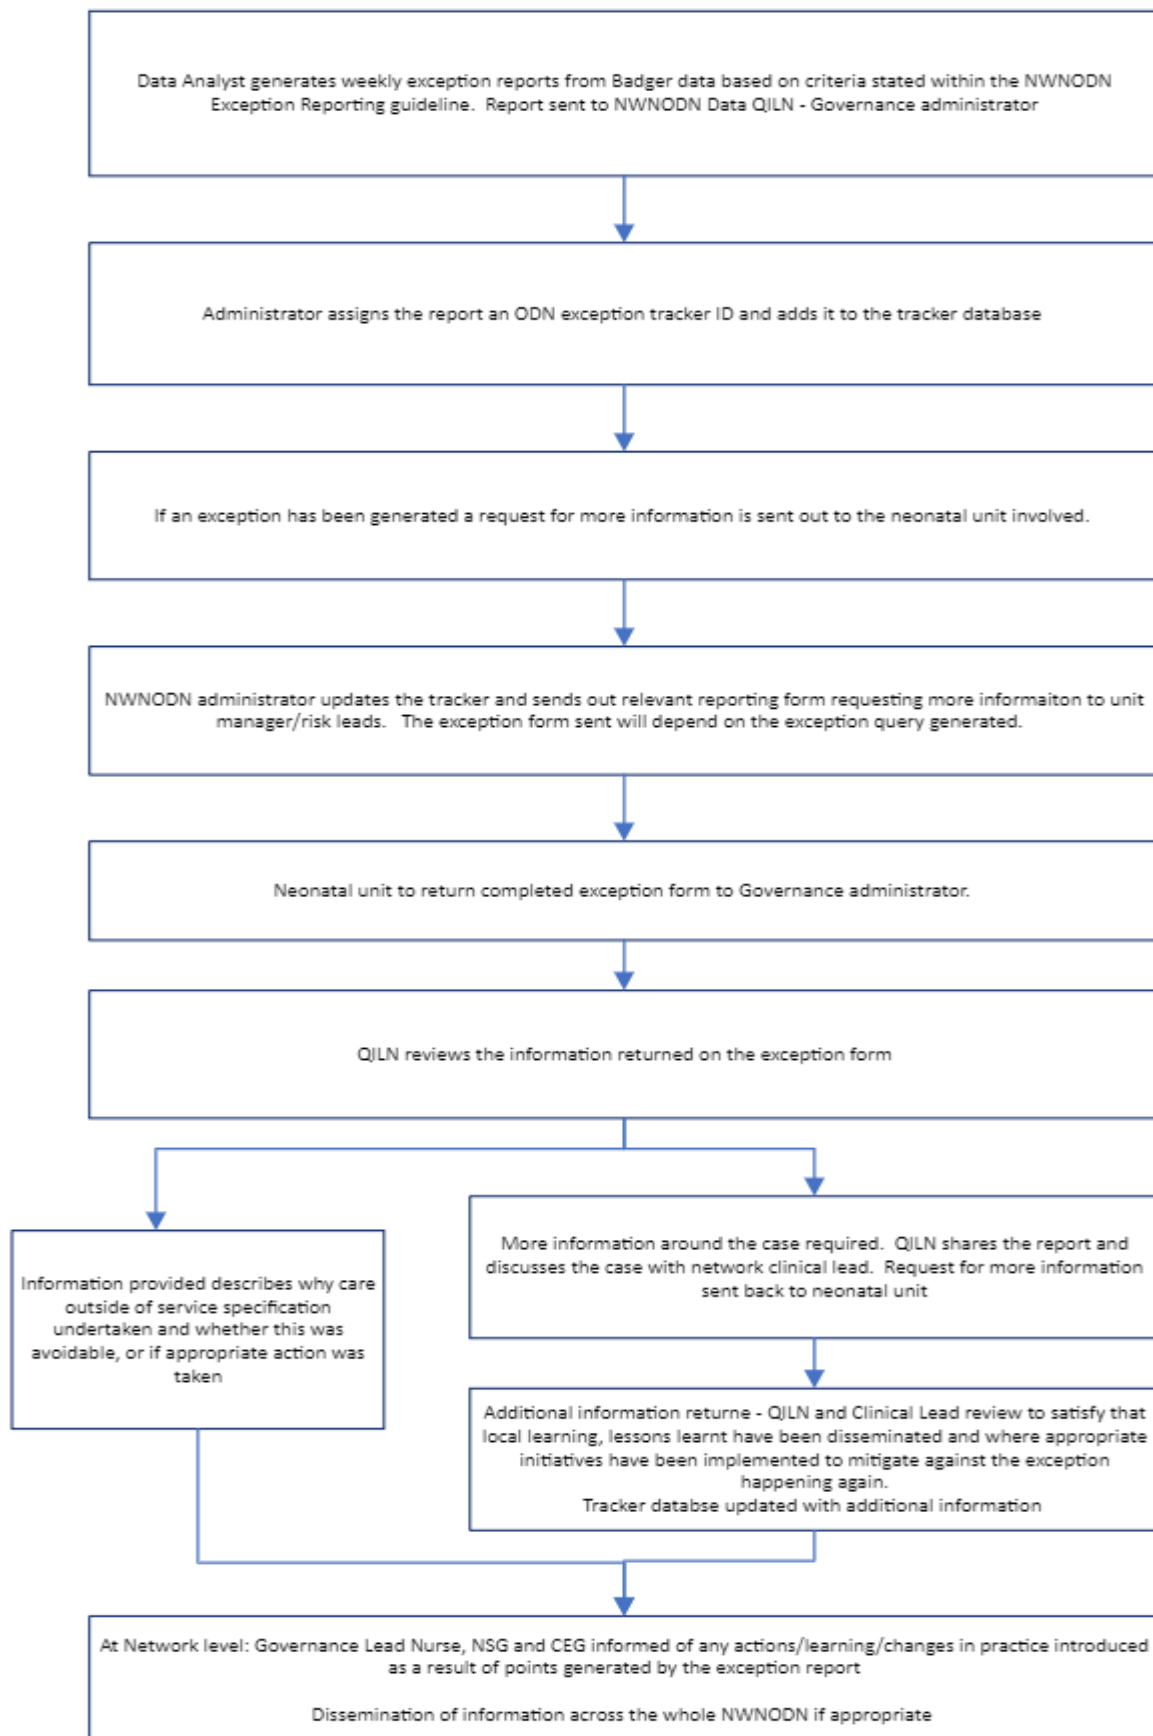 Data Analyst generates weekly exception reports from Badger data based on criteria stated within the NWNODN
Exception Reporting guideline.  Report sent to NWNODN Data QILN - Governance administrator
Administrator assigns the report an ODN exception tracker ID and adds it to the tracker database
If an exception has been generated a request for more information is sent out to the neonatal unit involved.
NWNODN administrator updates the tracker and sends out relevant reporting form requesting more informaiton to unit
manager/risk leads.   The exception form sent will depend on the exception query generated.
Neonatal unit to return completed exception form to Governance administrator.
QILN reviews the information returned on the exception form
Information provided describes why care
outside of service specification
undertaken and whether this was
avoidable, or if appropriate action was
taken
More information around the case required.  QILN shares the report and
discusses the case with network clinical lead.  Request for more information
sent back to neonatal unit
Additional information returne - QILN and Clinical Lead review to satisfy that
local learning, lessons learnt have been disseminated and where appropriate
initiatives have been implemented to mitigate against the exception
happening again.
Tracker databse updated with additional information
At Network level: Governance Lead Nurse, NSG and CEG informed of any actions/learning/changes in practice introduced
as a result of points generated by the exception report
Dissemination of information across the whole NWNODN if appropriate